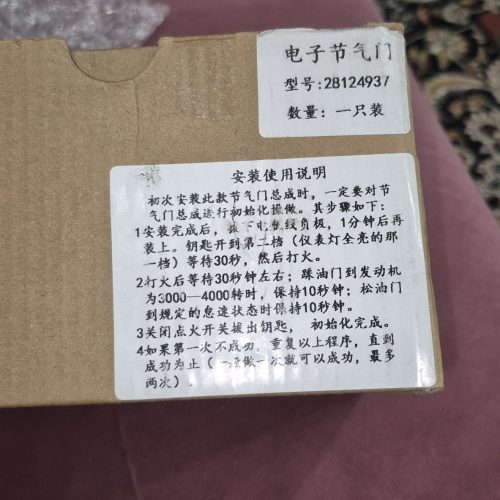 电子节气门
型号:28124937
数量: 一只装
安装使用说明
初次安装此款节气门总成时, 一定要对节
气门总成进行初始化操做。其步骤如下:
1安装完成后, 拔下电瓶线负极, 1分钟后再
装上。钥匙开到第二档 (仪表灯全亮的那
一档) 等待30秒, 然后打火。
2打火后等待30秒钟左右; 踩油门到发动机
为3000—4000转时, 保持10秒钟; 松油门
到规定的怠速状态时保持10秒钟。
3关闭点火开关拔出钥匙, 初始化完成。
4如果第一次不成功, 重复以上程序, 直到
成功为止 (一般做一次就可以成功, 最多
两次).